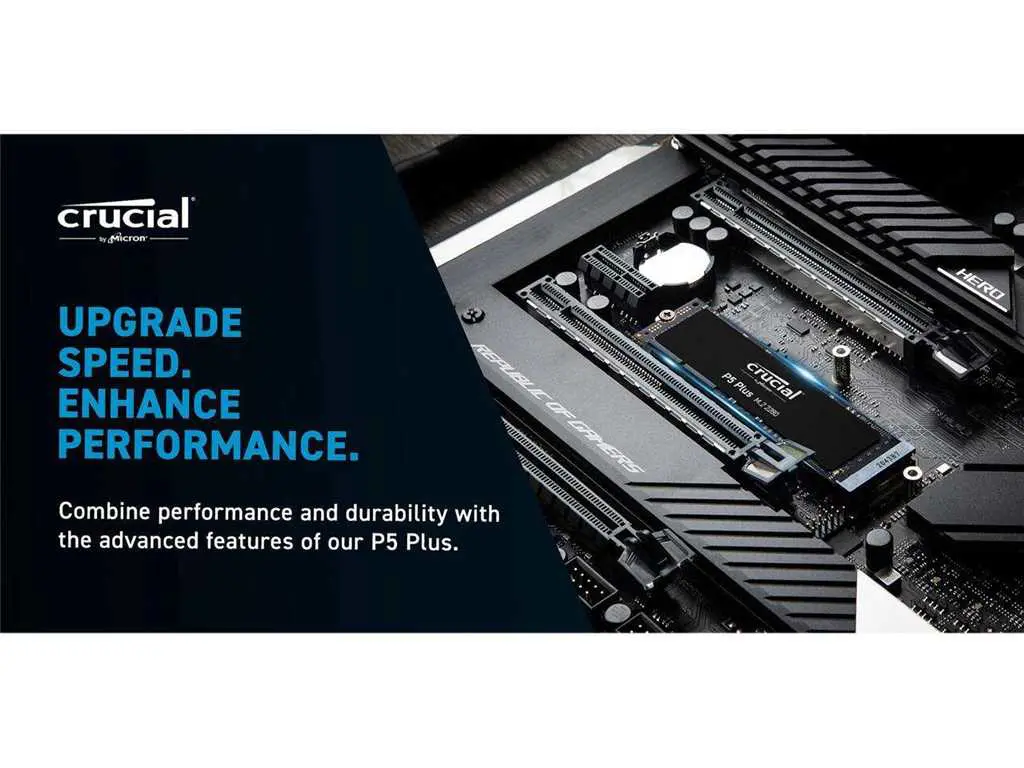 crucial
by Micron
UPGRADE
SPEED.
ENHANCE
PERFORMANCE.
Combine performance and durability with
the advanced features of our P5 Plus.
HERO
REPUBLIC OF GAMERS
crucial
P5 Plus M.2 2280